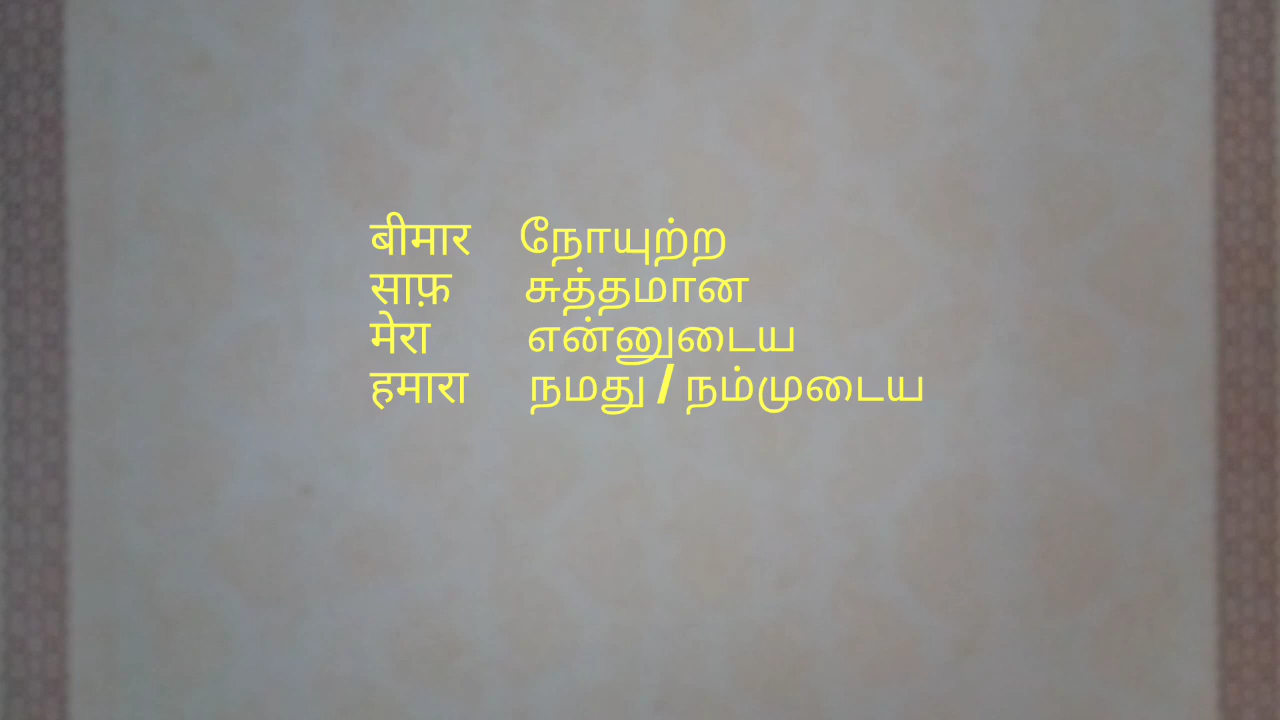 बीमार நோயுற்ற
साफ़ சுத்தமான
मेरा என்னுடைய
हमारा நமது / நம்முடைய